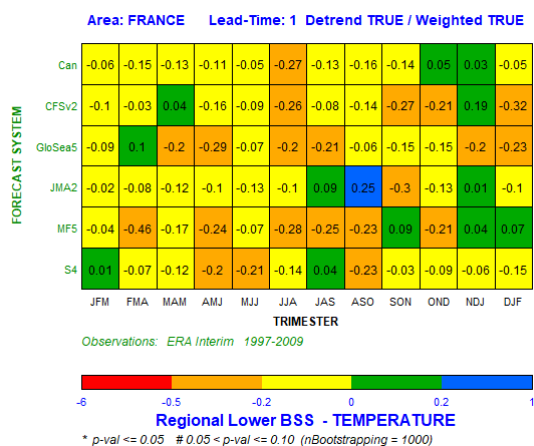 Area: FRANCE Lead-Time: 1 Detrend TRUE / Weighted TRUE
FORECAST SYSTEM
Can -0.06 -0.15 -0.13 -0.11 -0.05 -0.27 -0.13 -0.16 -0.14 0.05 0.03 -0.05
CFSv2 -0.1 -0.03 0.04 -0.16 -0.09 -0.26 -0.08 -0.14 -0.27 -0.21 0.19 -0.32
GloSea5 -0.09 0.1 -0.2 -0.29 -0.07 -0.2 -0.21 -0.06 -0.15 -0.15 -0.2 -0.23
JMA2 -0.02 -0.08 -0.12 -0.1 -0.13 -0.1 0.09 0.25 -0.3 -0.13 0.01 -0.1
MF5 -0.04 -0.46 -0.17 -0.24 -0.07 -0.28 -0.25 -0.23 0.09 -0.21 0.04 0.07
S4 0.01 -0.07 -0.12 -0.2 -0.21 -0.14 0.04 -0.23 -0.03 -0.09 -0.06 -0.15
JFM FMA MAM AMJ MJJ JJA JAS ASO SON OND NDJ DJF
TRIMESTER
Observations: ERA Interim 1997-2009
-6 -0.5 -0.2 0 0.2 1
Regional Lower BSS - TEMPERATURE
* p-val <= 0.05 # 0.05 < p-val <= 0.10 (nBootstrapping = 1000)